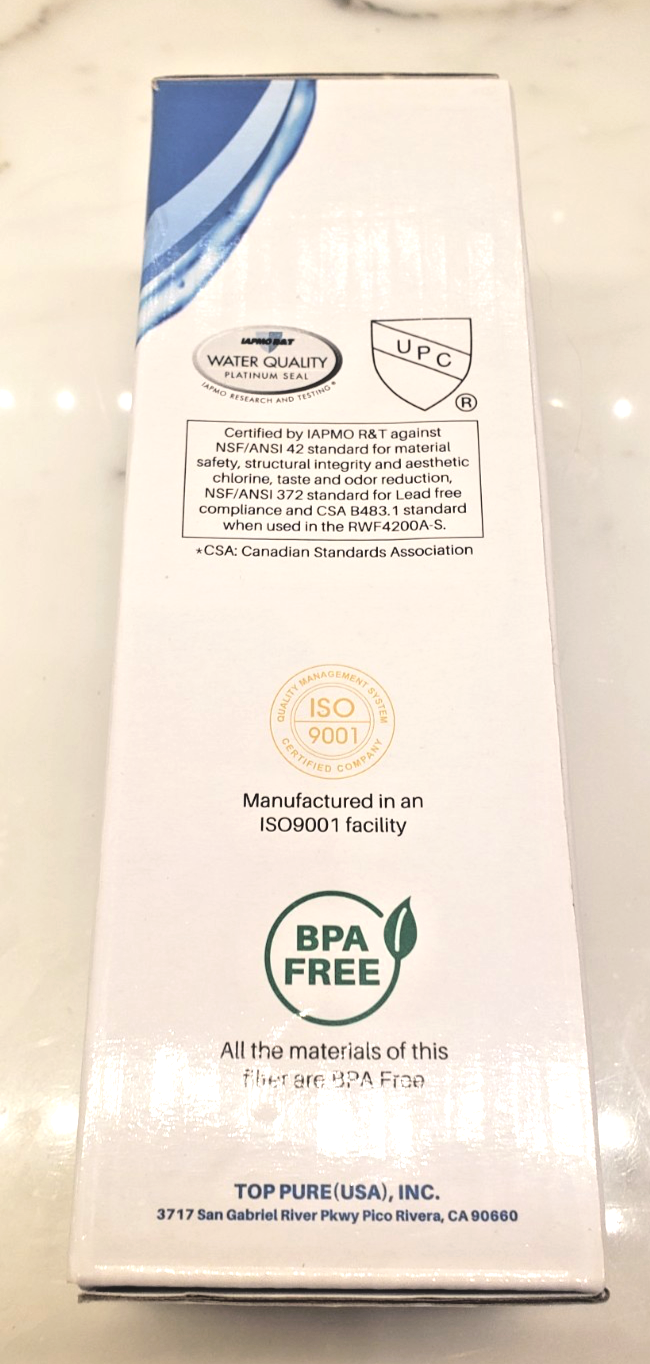 IAPMO R&T
WATER QUALITY
PLATINUM SEAL
IAPMO RESEARCH AND TESTING ®
UPC
®
Certified by IAPMO R&T against
NSF/ANSI 42 standard for material
safety, structural integrity and aesthetic
chlorine, taste and odor reduction,
NSF/ANSI 372 standard for Lead free
compliance and CSA B483.1 standard
when used in the RWF4200A-S.
*CSA: Canadian Standards Association
QUALITY MANAGEMENT SYSTEM
ISO
9001
CERTIFIED COMPANY
Manufactured in an
ISO9001 facility
BPA
FREE
All the materials of this
filter are BPA Free
TOP PURE(USA), INC.
3717 San Gabriel River Pkwy Pico Rivera, CA 90660